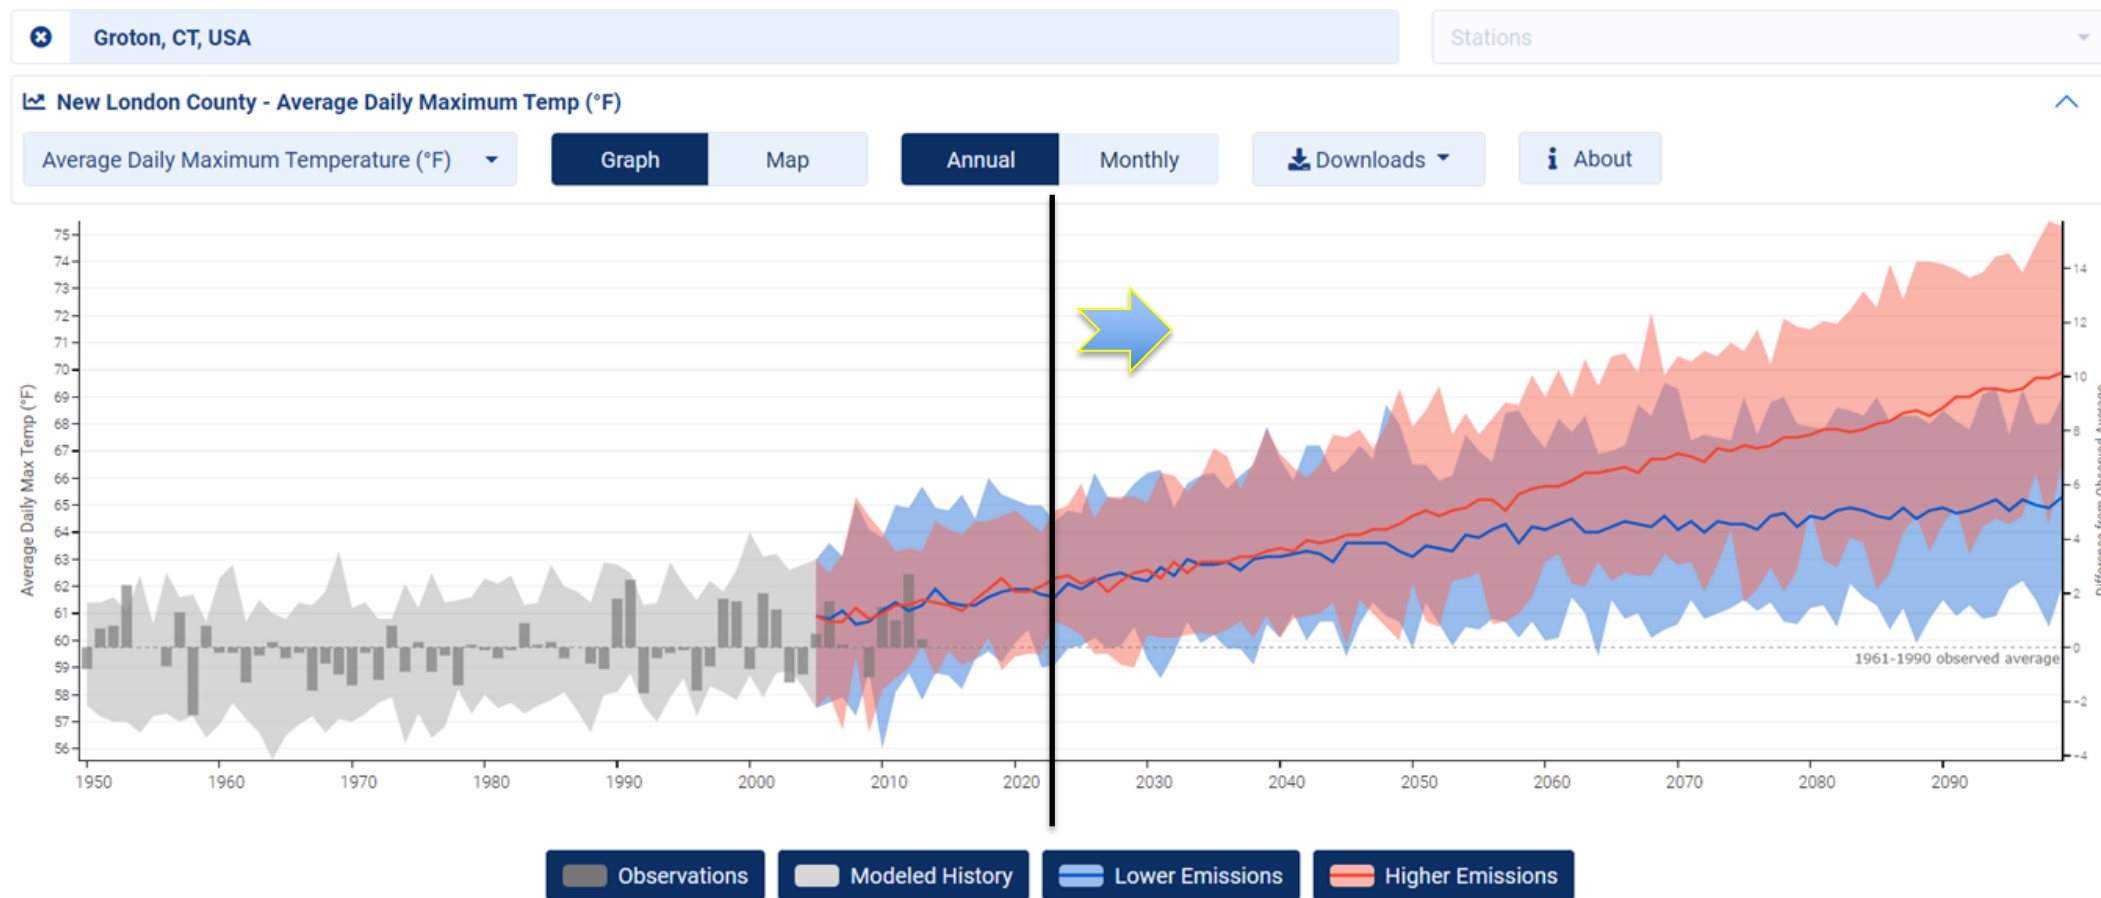 Groton, CT, USA
Stations
New London County - Average Daily Maximum Temp (°F)
Average Daily Maximum Temperature (°F)
Graph
Map
Annual
Monthly
Downloads
About
Average Daily Max Temp (°F)
75
74
73
72
71
70
69
68
67
66
65
64
63
62
61
60
59
58
57
56
14
12
10
8
6
4
2
0
-2
-4
Difference from Observed Average
1961-1990 observed average
1950 1960 1970 1980 1990 2000 2010 2020 2030 2040 2050 2060 2070 2080 2090
Observations
Modeled History
Lower Emissions
Higher Emissions